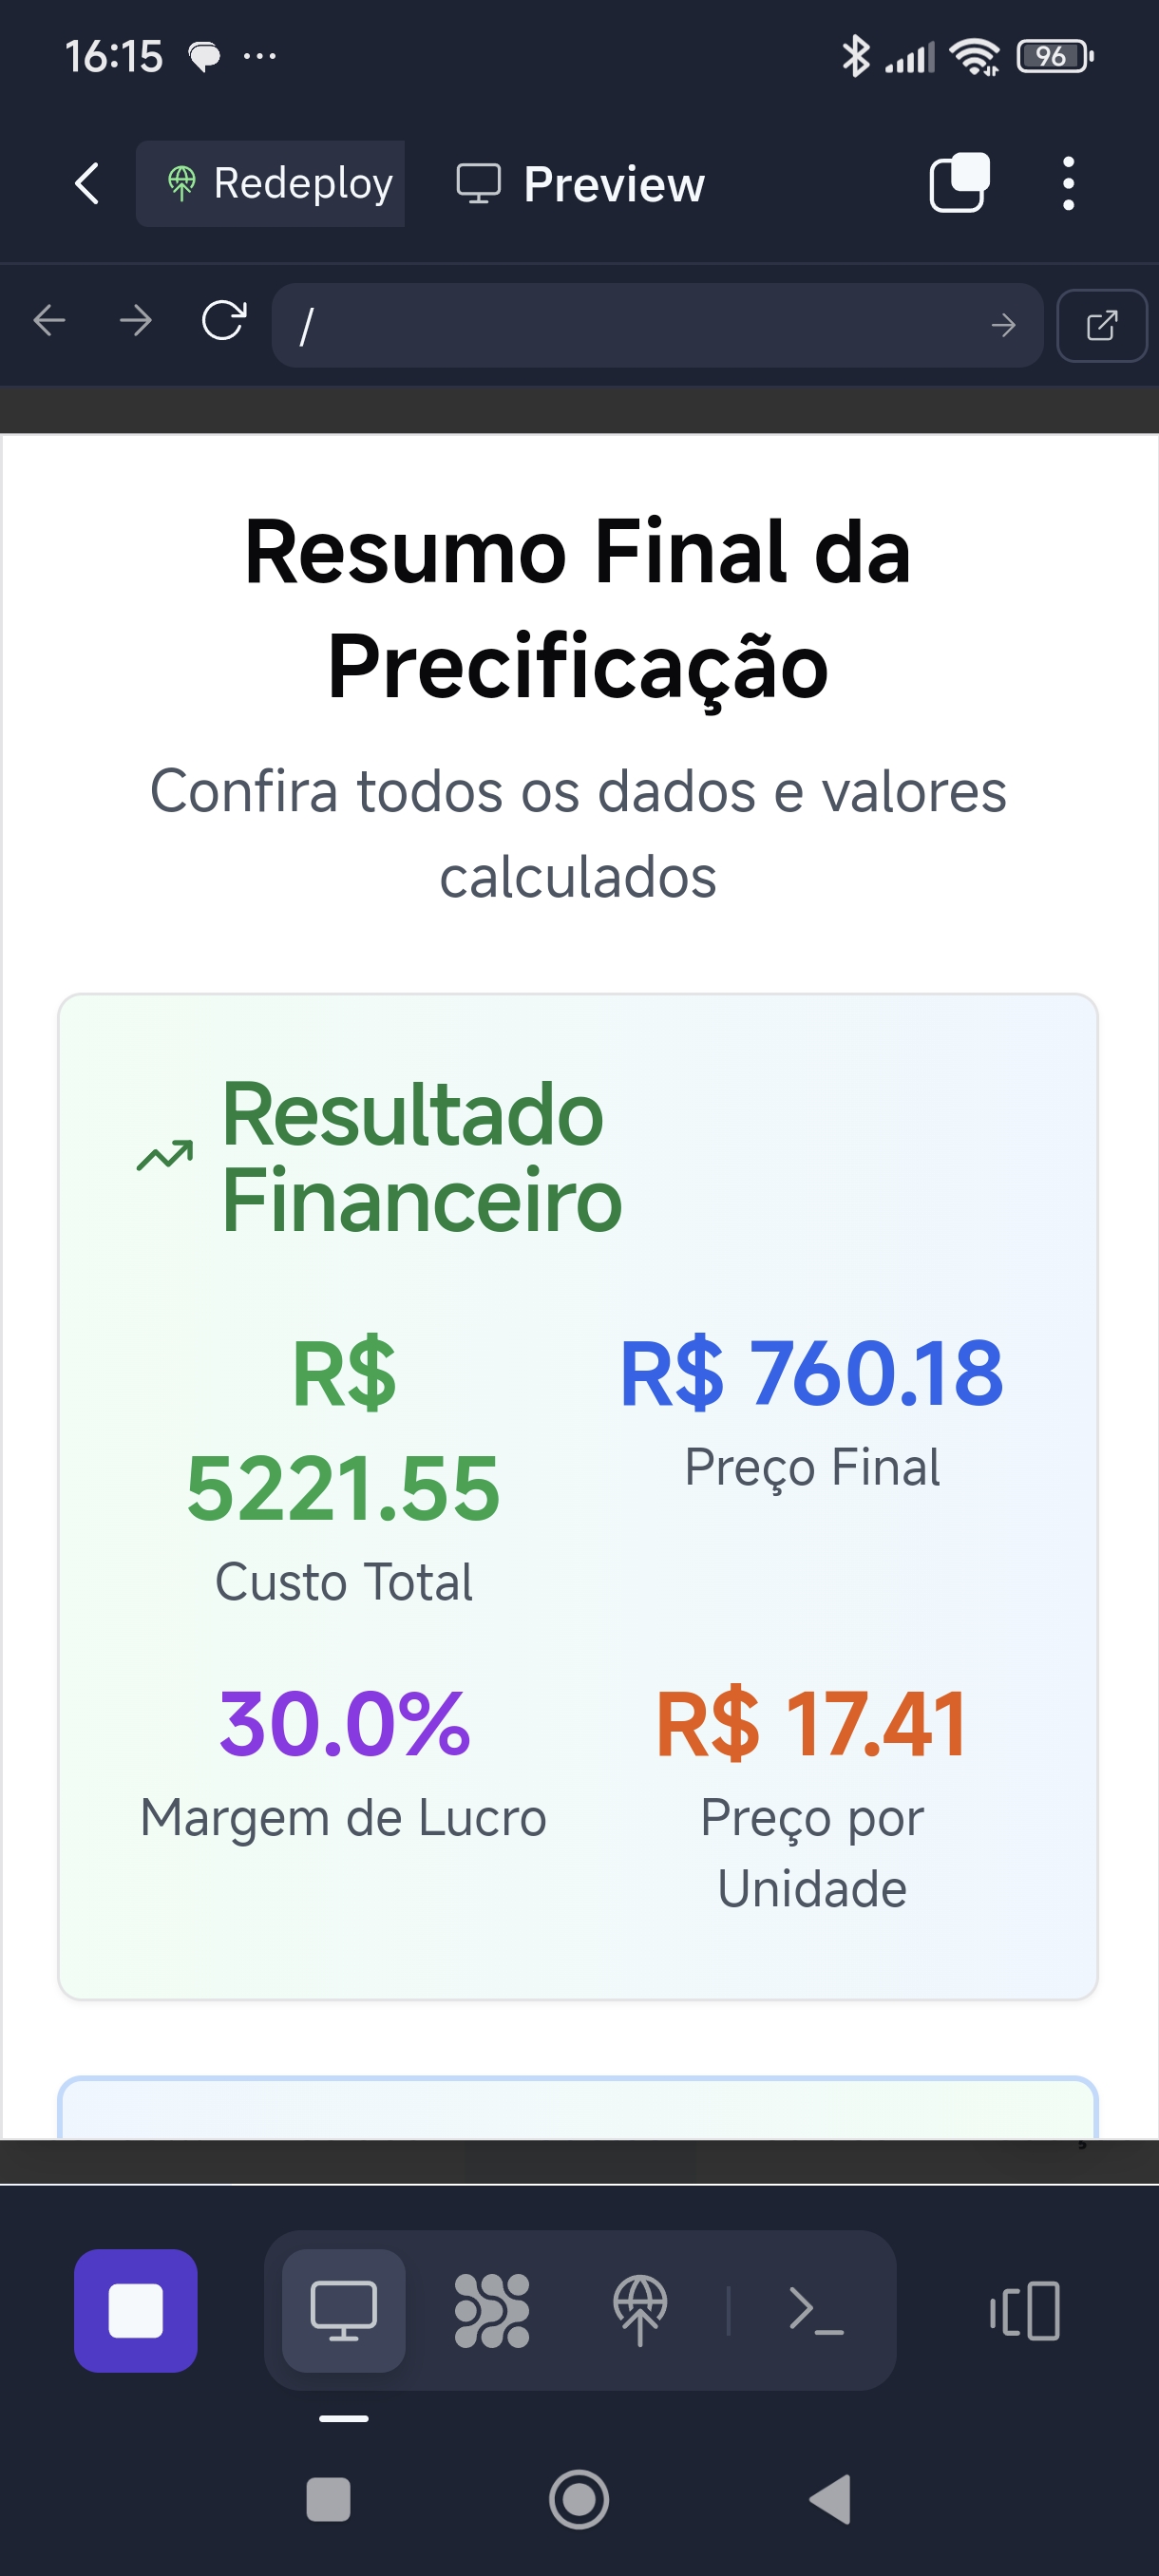 16:15
96
Redeploy
Preview
/
Resumo Final da
Precificação
Confira todos os dados e valores
calculados
Resultado
Financeiro
R$
5221.55
Custo Total
R$ 760.18
Preço Final
30.0%
Margem de Lucro
R$ 17.41
Preço por
Unidade